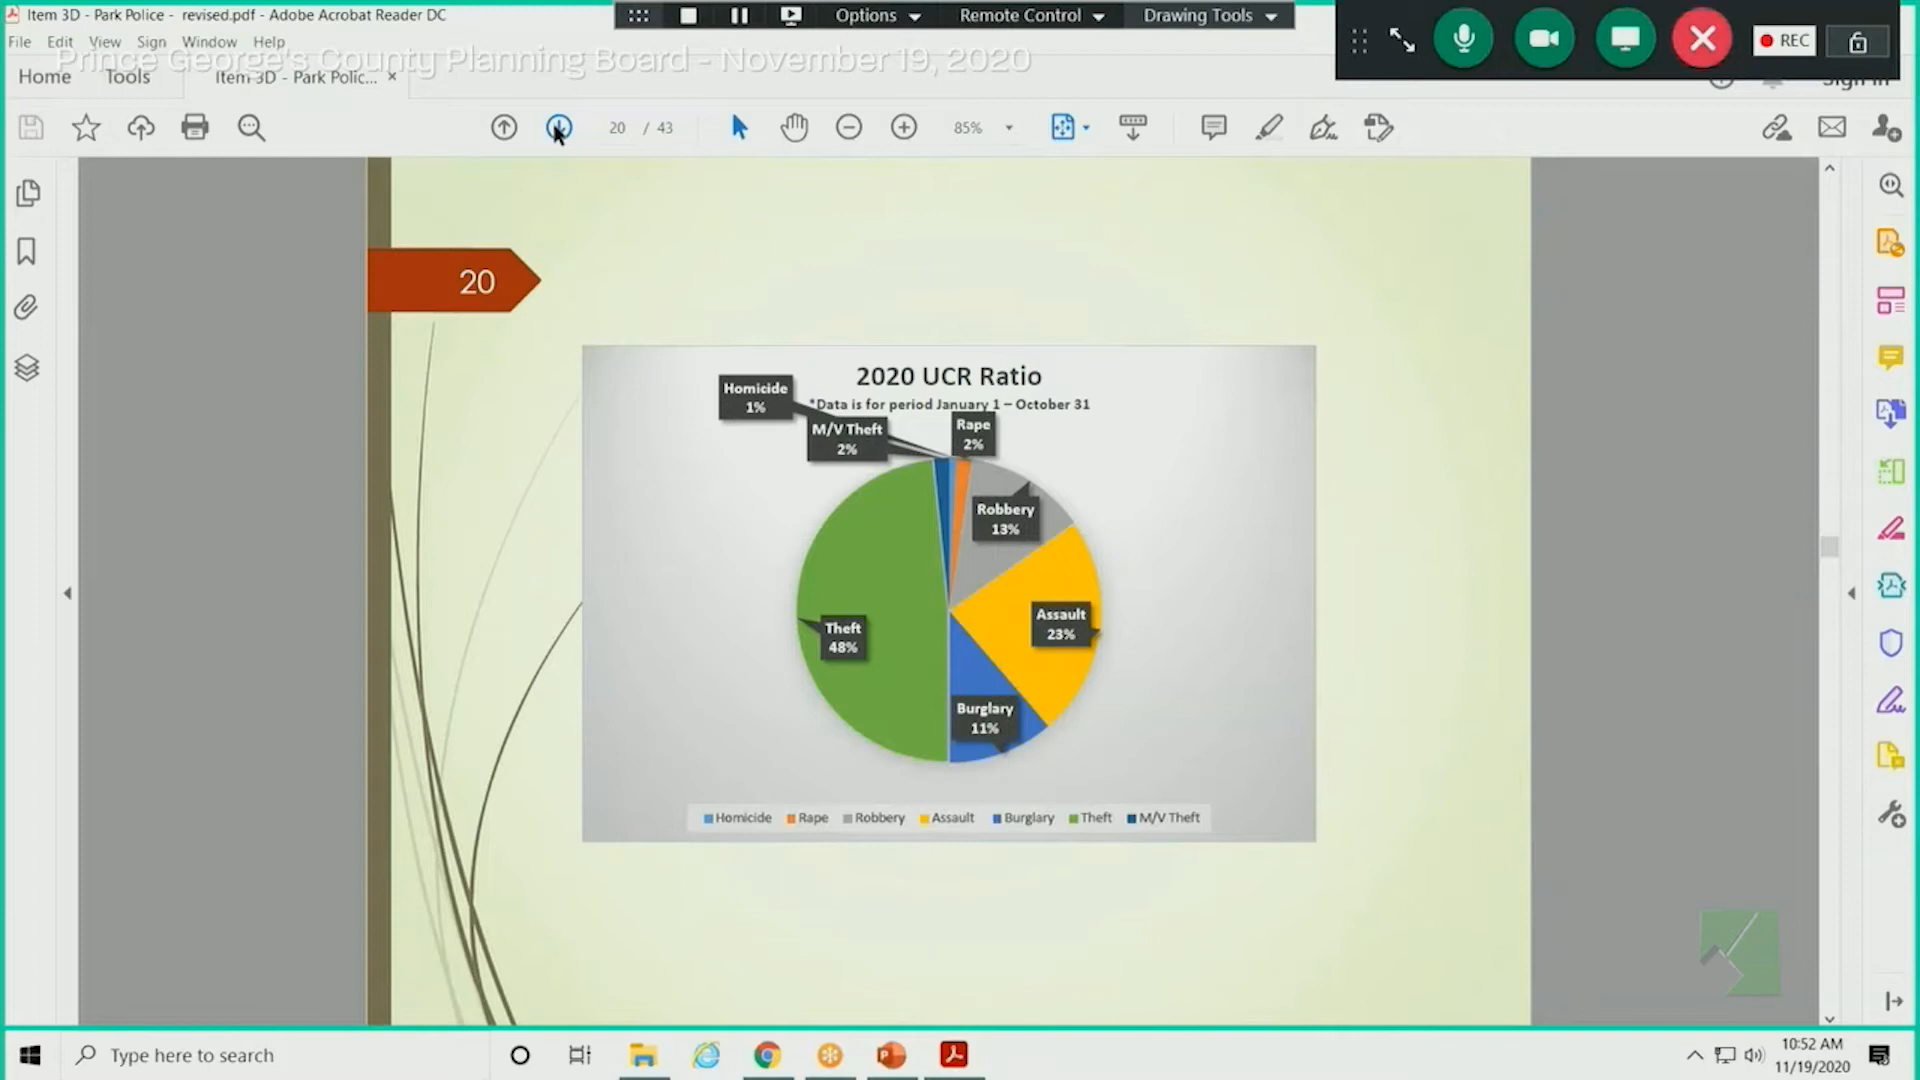 Item 3D - Park Police - revised.pdf - Adobe Acrobat Reader DC
Options
Remote Control
Drawing Tools
REC
File Edit View Sign Window Help
Prince George's County Planning Board - November 19, 2020
Home Tools Item 3D - Park Polic... ×
Sign In
20 / 43
85%
20
2020 UCR Ratio
*Data is for period January 1 – October 31
Homicide
1%
M/V Theft
2%
Rape
2%
Robbery
13%
Assault
23%
Theft
48%
Burglary
11%
Homicide Rape Robbery Assault Burglary Theft M/V Theft
Type here to search
10:52 AM
11/19/2020